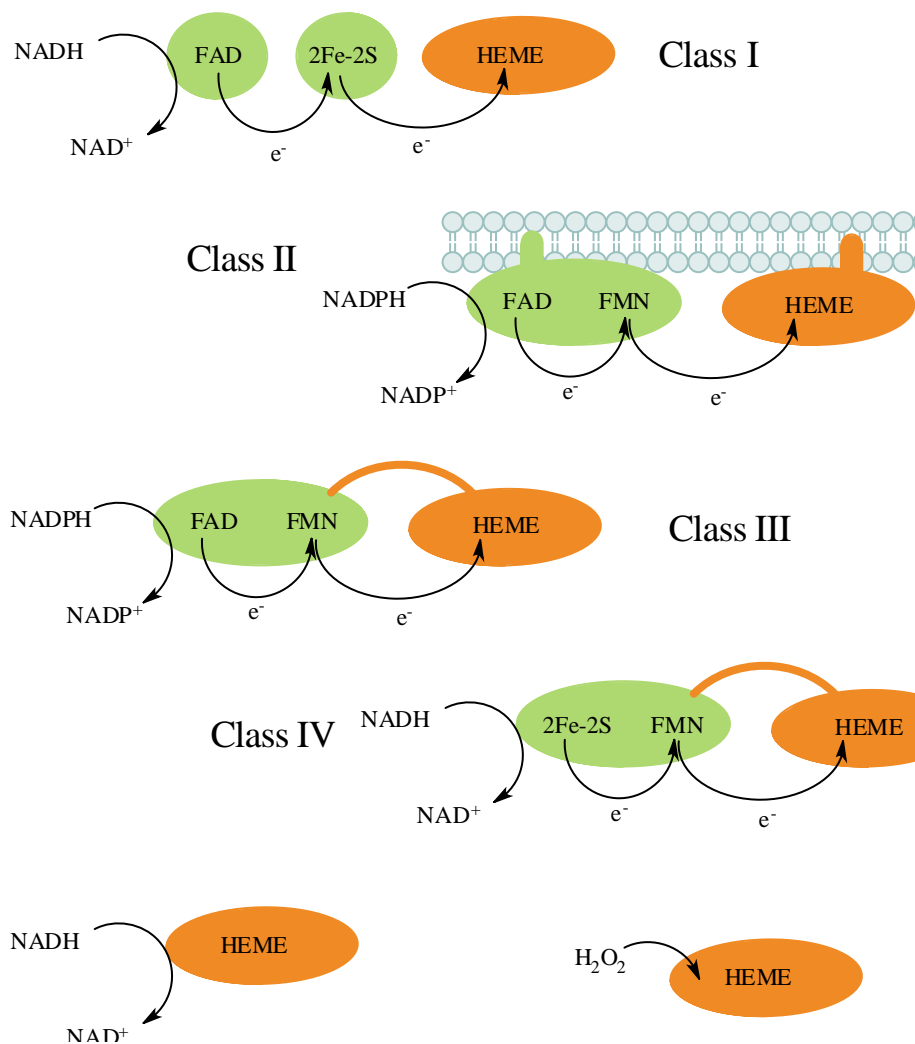 NADH FAD 2Fe-2S HEME Class I
NAD⁺ e⁻ e⁻
Class II
NADPH FAD FMN HEME
NADP⁺ e⁻ e⁻
NADPH FAD FMN HEME Class III
NADP⁺ e⁻ e⁻
Class IV NADH 2Fe-2S FMN HEME
NAD⁺ e⁻ e⁻
NADH HEME H₂O₂ HEME
NAD⁺